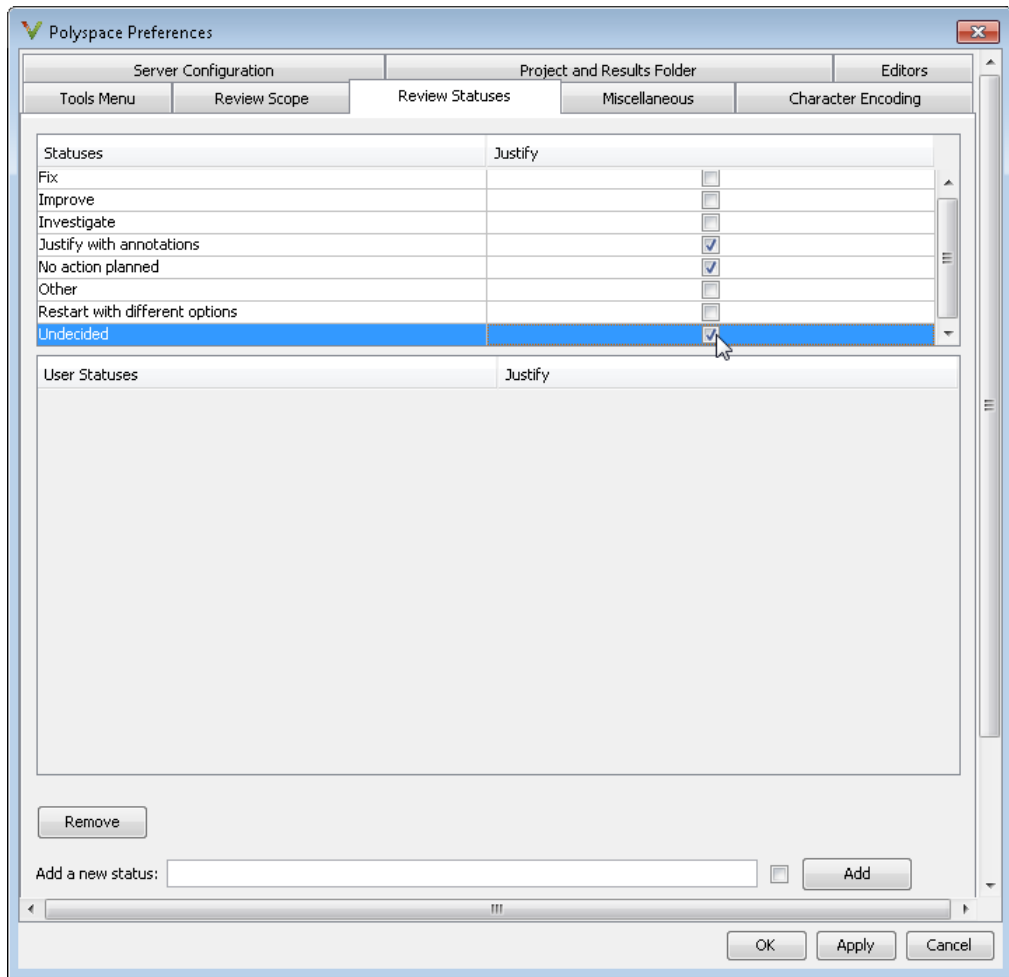 Polyspace Preferences
Server Configuration Project and Results Folder Editors
Tools Menu Review Scope Review Statuses Miscellaneous Character Encoding
Statuses Justify
Fix
Improve
Investigate
Justify with annotations
No action planned
Other
Restart with different options
Undecided
User Statuses Justify
Remove
Add a new status: Add
OK Apply Cancel